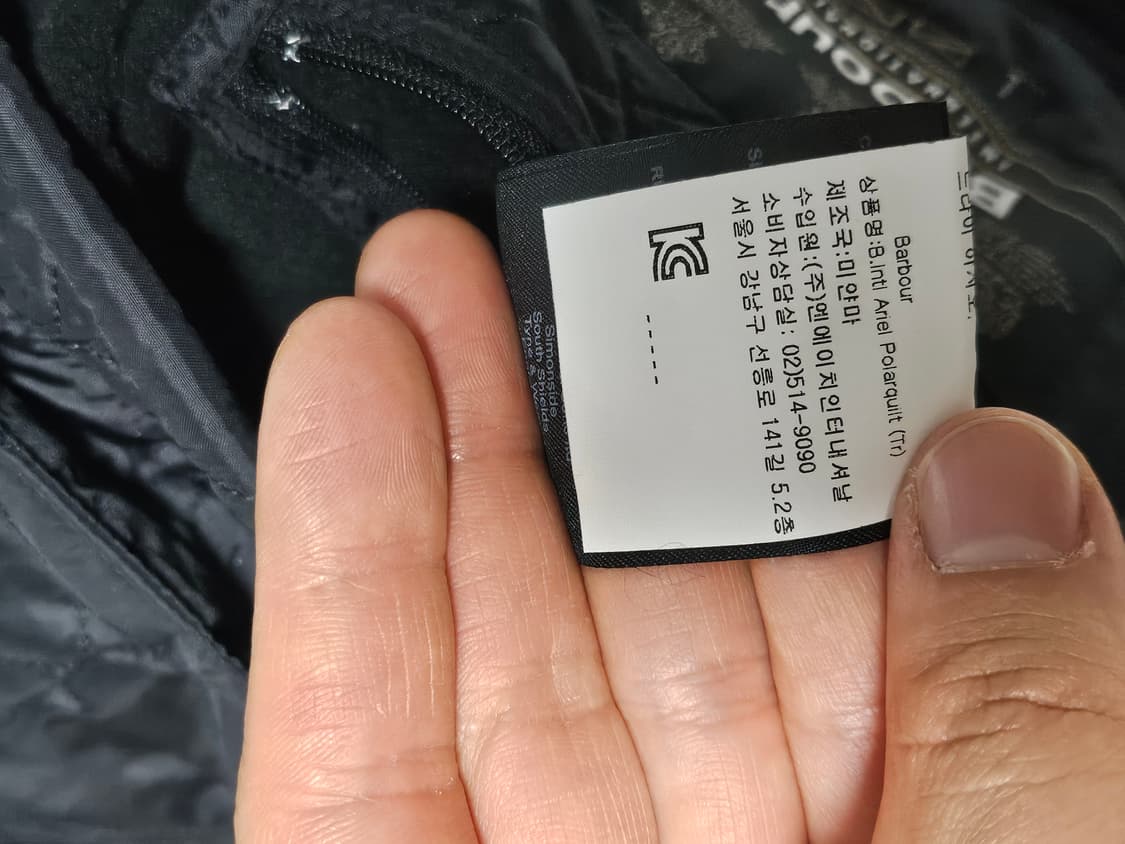 Barbour
상품명:B.Intl Ariel Polarquilt (Tr)
제조국:미얀마
수입원:(주)엔에이치인터내셔날
소비자상담실: 02)514-9090
서울시 강남구 선릉로 141길 5.2층
-----
Simonside
South Shields
Type &